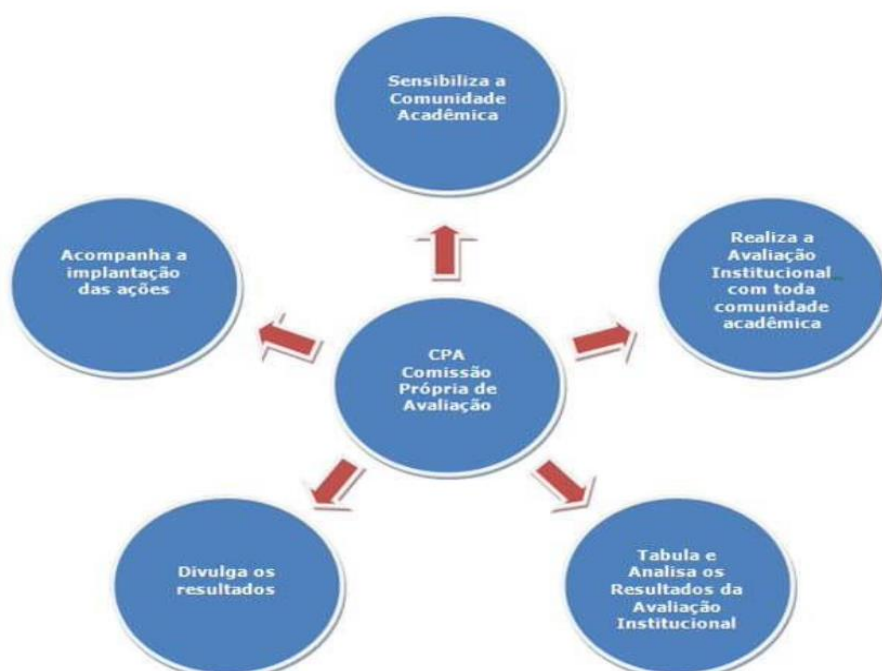 Sensibiliza a
Comunidade
Acadêmica
Realiza a
Avaliação
Institucional
com toda
comunidade
acadêmica
Tabula e
Analisa os
Resultados da
Avaliação
Institucional
Divulga os
resultados
Acompanha a
implantação
das ações
CPA
Comissão
Própria de
Avaliação